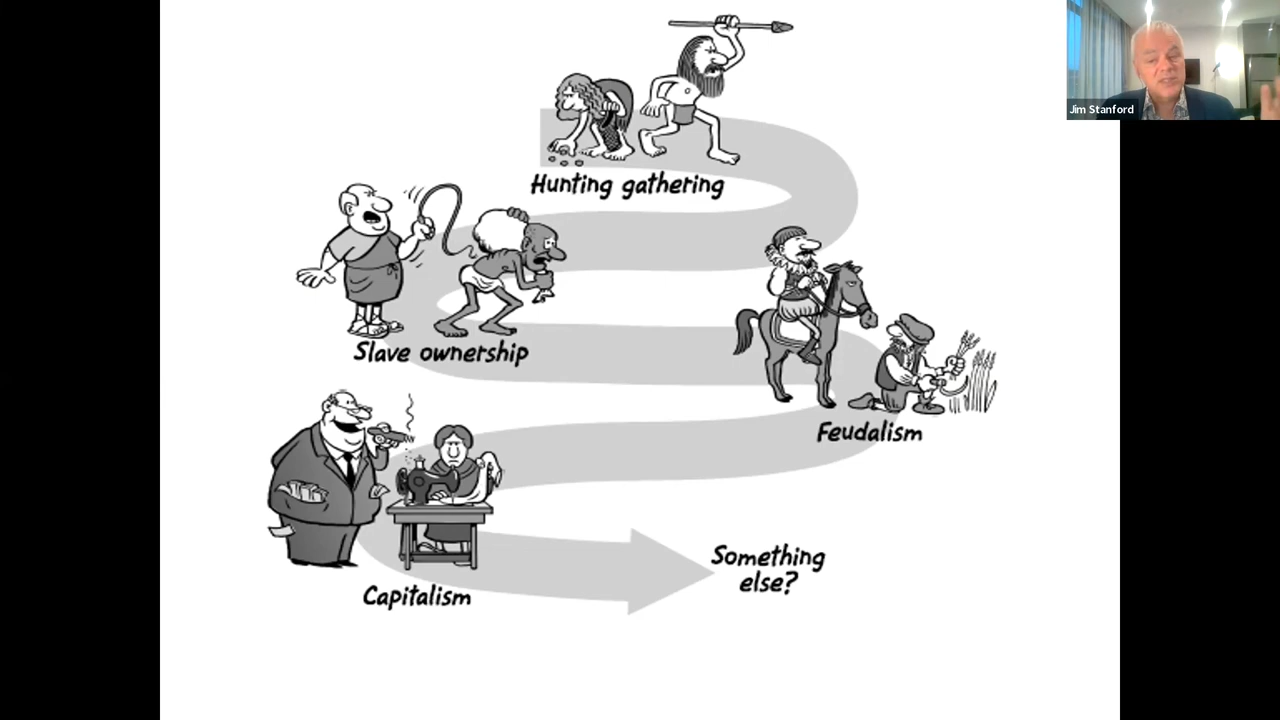 Jim Stanford
Hunting gathering
Slave ownership
Feudalism
Something
else?
Capitalism